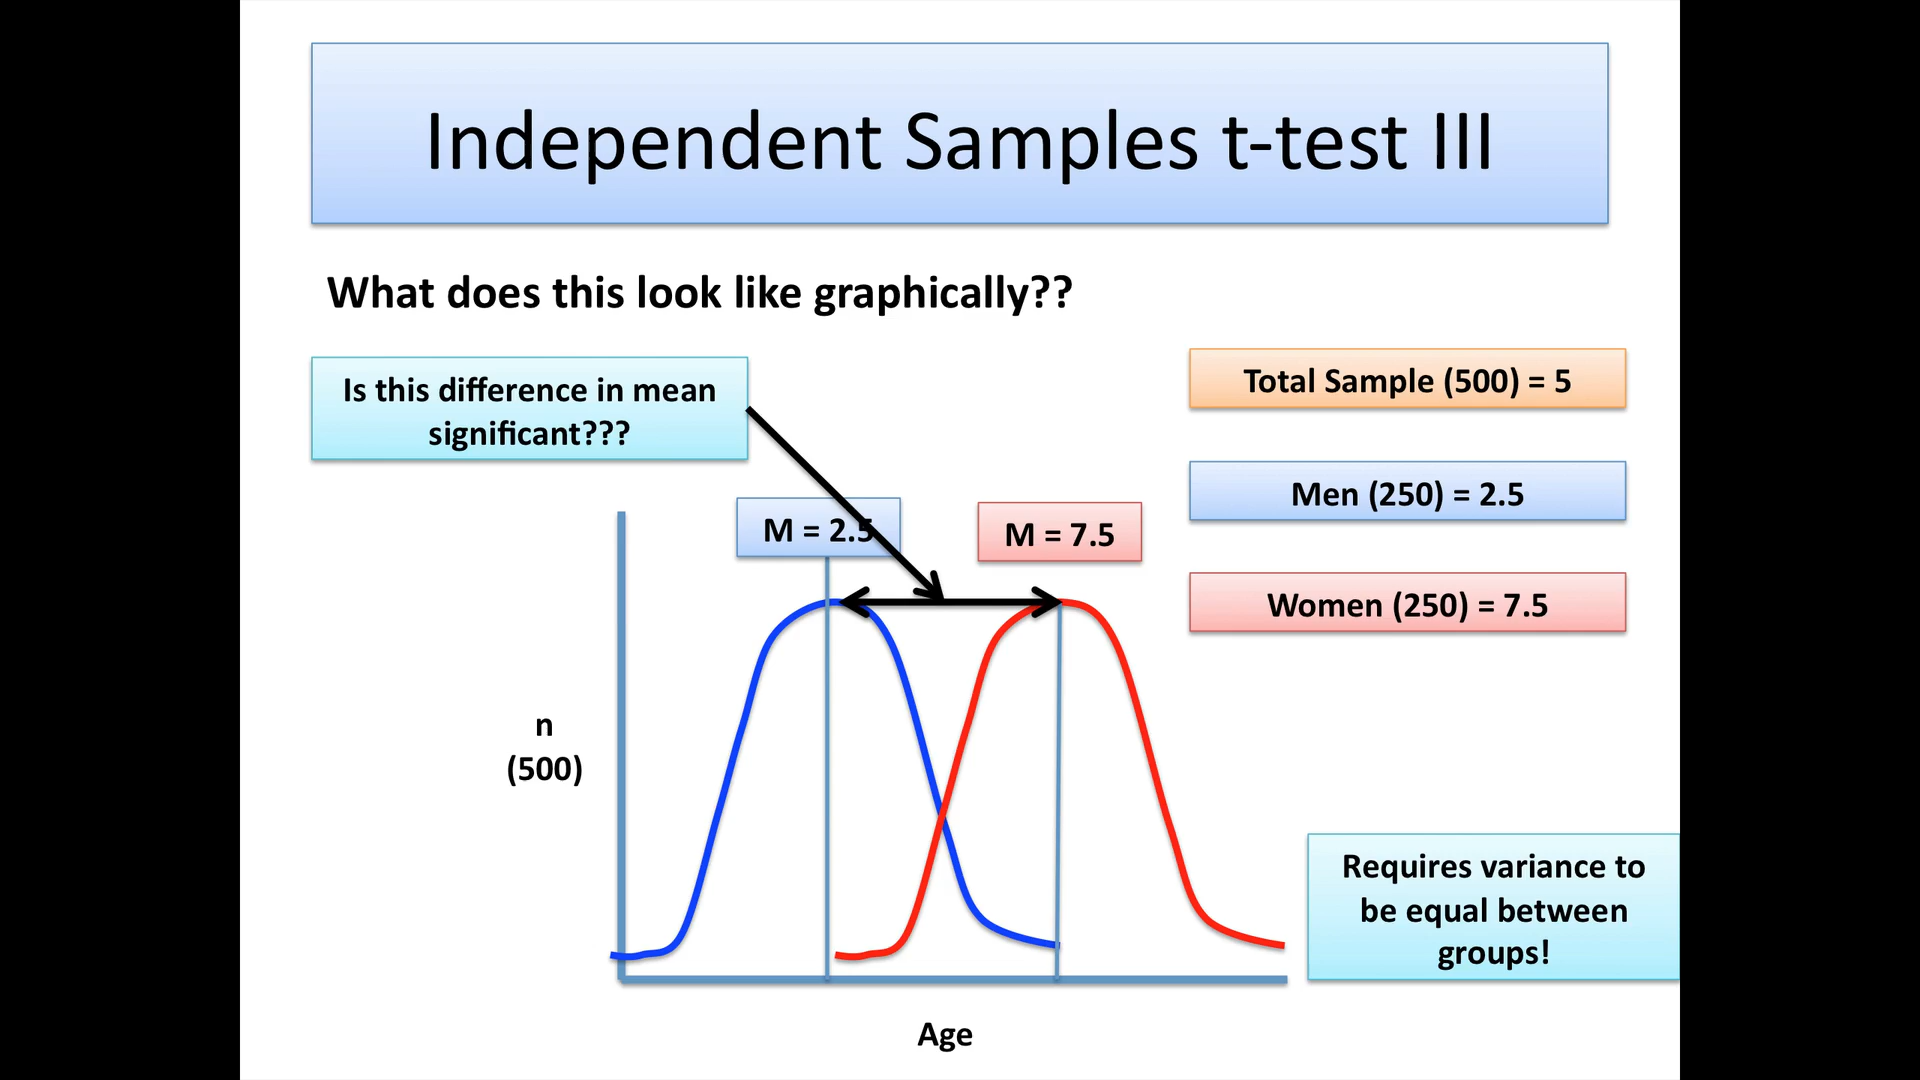 Independent Samples t-test III
What does this look like graphically??
Is this difference in mean
significant???
Total Sample (500) = 5
Men (250) = 2.5
Women (250) = 7.5
M = 2.5
M = 7.5
n
(500)
Requires variance to
be equal between
groups!
Age